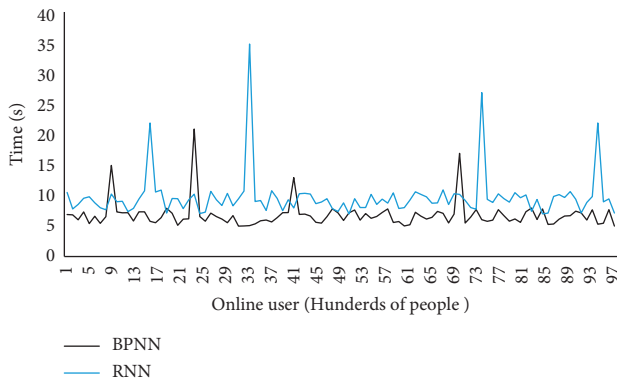 40
35
30
25
20
15
10
5
0
Time (s)
1 5 9 13 17 21 25 29 33 37 41 45 49 53 57 61 65 69 73 77 81 85 89 93 97
Online user (Hunderds of people )
BPNN
RNN